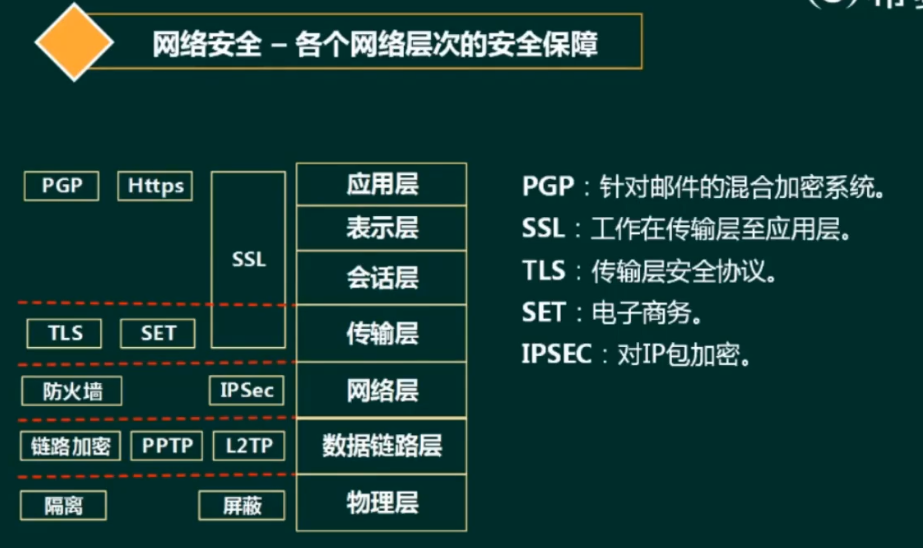 网络安全 – 各个网络层次的安全保障
PGP
Https
SSL
应用层
表示层
会话层
TLS
SET
传输层
防火墙
IPSec
网络层
链路加密
PPTP
L2TP
数据链路层
隔离
屏蔽
物理层
PGP：针对邮件的混合加密系统。
SSL：工作在传输层至应用层。
TLS：传输层安全协议。
SET：电子商务。
IPSEC：对IP包加密。